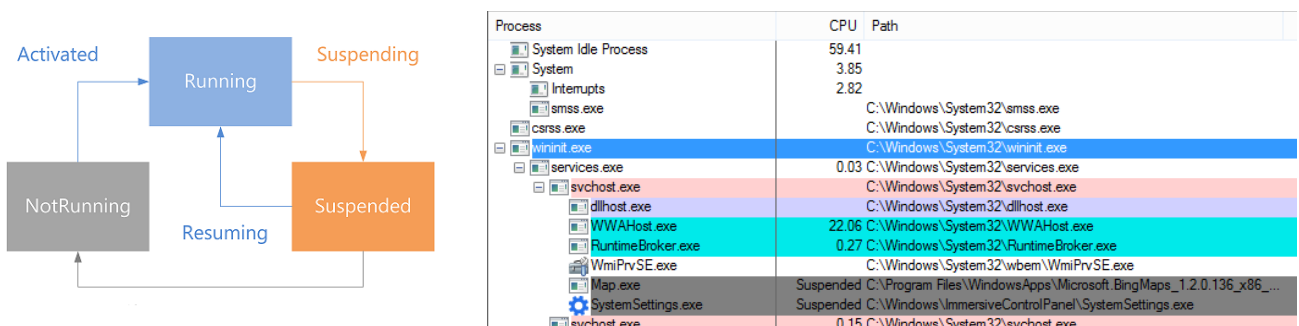 Activated
Running
Suspending
NotRunning
Resuming
Suspended
Process CPU Path
System Idle Process 59.41
System 3.85
Interrupts 2.82
smss.exe C:\Windows\System32\smss.exe
csrss.exe C:\Windows\System32\csrss.exe
wininit.exe C:\Windows\System32\wininit.exe
services.exe 0.03 C:\Windows\System32\services.exe
svchost.exe C:\Windows\System32\svchost.exe
dllhost.exe C:\Windows\System32\dllhost.exe
WWAHost.exe 22.06 C:\Windows\System32\WWAHost.exe
RuntimeBroker.exe 0.27 C:\Windows\System32\RuntimeBroker.exe
WmiPrvSE.exe C:\Windows\System32\wbem\WmiPrvSE.exe
Map.exe Suspended C:\Program Files\WindowsApps\Microsoft.BingMaps_1.2.0.136_x86_...
SystemSettings.exe Suspended C:\Windows\ImmersiveControlPanel\SystemSettings.exe
svchost.exe 0.15 C:\Windows\System32\svchost.exe